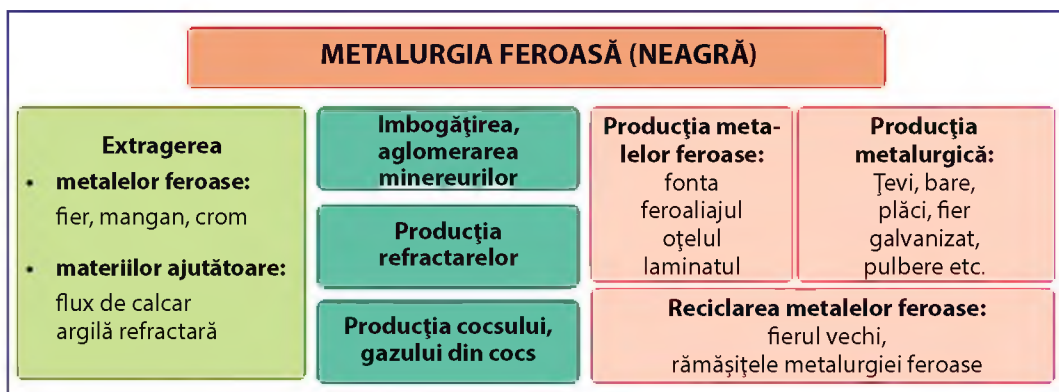 METALURGIA FEROASĂ (NEAGRĂ)
Extragerea
• metalelor feroase:
fier, mangan, crom
• materiilor ajutătoare:
flux de calcar
argilă refractară
Imbogăţirea,
aglomerarea
minereurilor
Producţia
refractarelor
Producţia cocsului,
gazului din cocs
Producţia meta-
lelor feroase:
fonta
feroaliajul
oţelul
laminatul
Producţia
metalurgică:
Ţevi, bare,
plăci, fier
galvanizat,
pulbere etc.
Reciclarea metalelor feroase:
fierul vechi,
rămăşiţele metalurgiei feroase